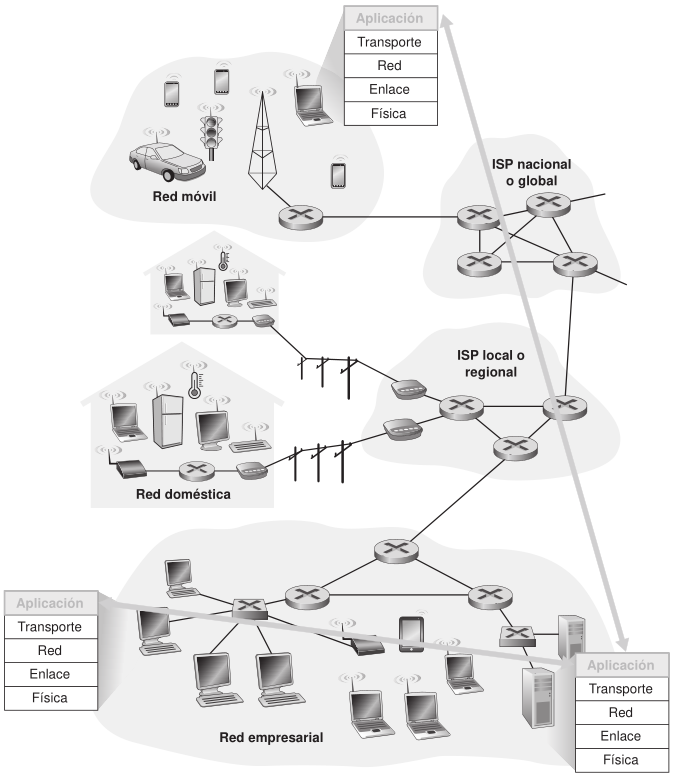 Aplicación
Transporte
Red
Enlace
Física
Red móvil
ISP nacional
o global
ISP local o
regional
Red doméstica
Aplicación
Transporte
Red
Enlace
Física
Aplicación
Transporte
Red
Enlace
Física
Red empresarial